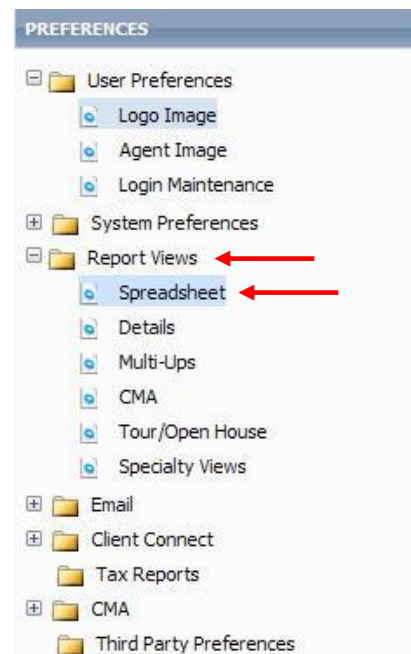 PREFERENCES
User Preferences
Logo Image
Agent Image
Login Maintenance
System Preferences
Report Views
Spreadsheet
Details
Multi-Ups
CMA
Tour/Open House
Specialty Views
Email
Client Connect
Tax Reports
CMA
Third Party Preferences